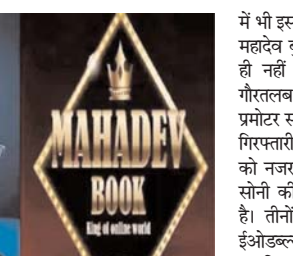 MAHADEV
BOOK
King of online world
में भी इस
महादेव बु
ही नहीं
गौरतलब
प्रमोटर स
गिरफ्तारी
को नजर
सोनी की
है। तीनों
ईओडब्ल्